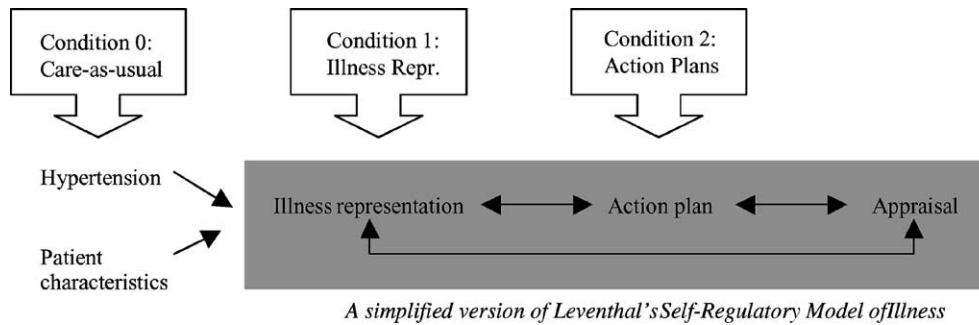 Condition 0:
Care-as-usual
Condition 1:
Illness Repr.
Condition 2:
Action Plans
Hypertension
Illness representation
Action plan
Appraisal
Patient
characteristics
A simplified version of Leventhal'sSelf-Regulatory Model ofIllness